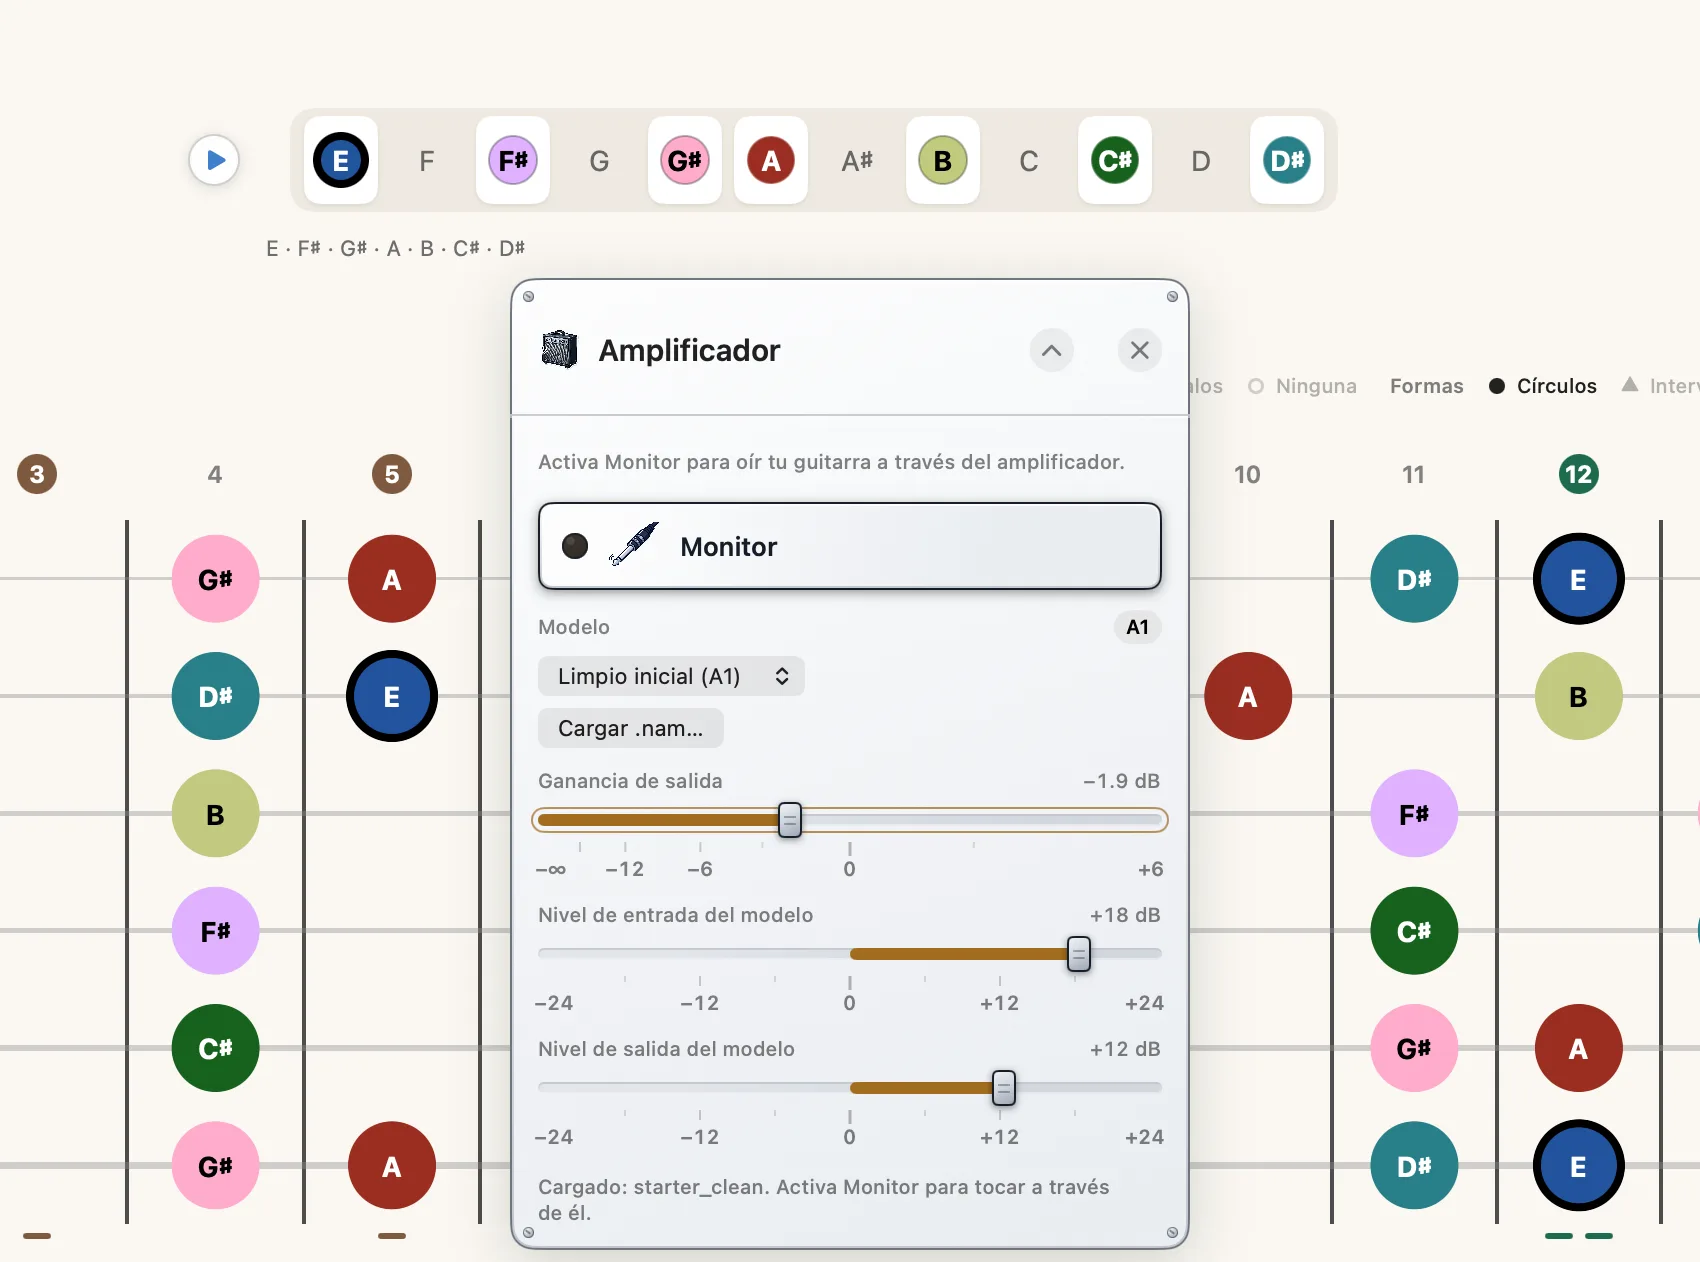 E F F# G G# A A# B C C# D D#
E · F# · G# · A · B · C# · D#
Amplificador
Ninguna Formas Círculos
3 4 5 10 11 12
Activa Monitor para oír tu guitarra a través del amplificador.
Monitor
Modelo A1
Limpio inicial (A1)
Cargar .nam...
Ganancia de salida −1.9 dB
−∞ −12 −6 0 +6
Nivel de entrada del modelo +18 dB
−24 −12 0 +12 +24
Nivel de salida del modelo +12 dB
−24 −12 0 +12 +24
Cargado: starter_clean. Activa Monitor para tocar a través
de él.
G# A D# E
D# E A B
B F#
F# C#
C# G# A
G# A D# E